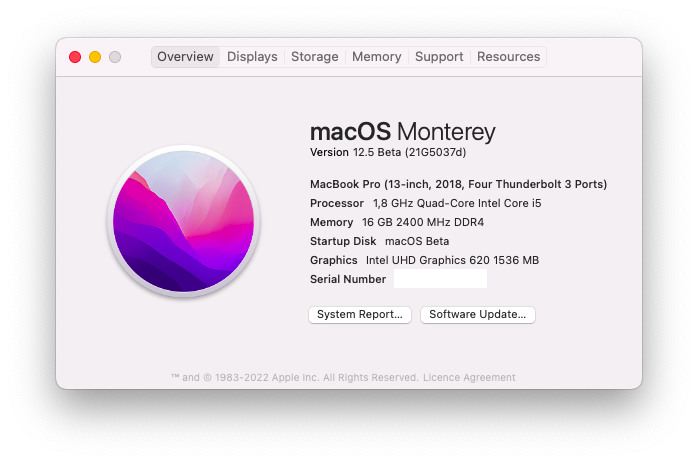 Overview Displays Storage Memory Support Resources
macOS Monterey
Version 12.5 Beta (21G5037d)
MacBook Pro (13-inch, 2018, Four Thunderbolt 3 Ports)
Processor 1,8 GHz Quad-Core Intel Core i5
Memory 16 GB 2400 MHz DDR4
Startup Disk macOS Beta
Graphics Intel UHD Graphics 620 1536 MB
Serial Number
System Report... Software Update...
™ and © 1983-2022 Apple Inc. All Rights Reserved. Licence Agreement